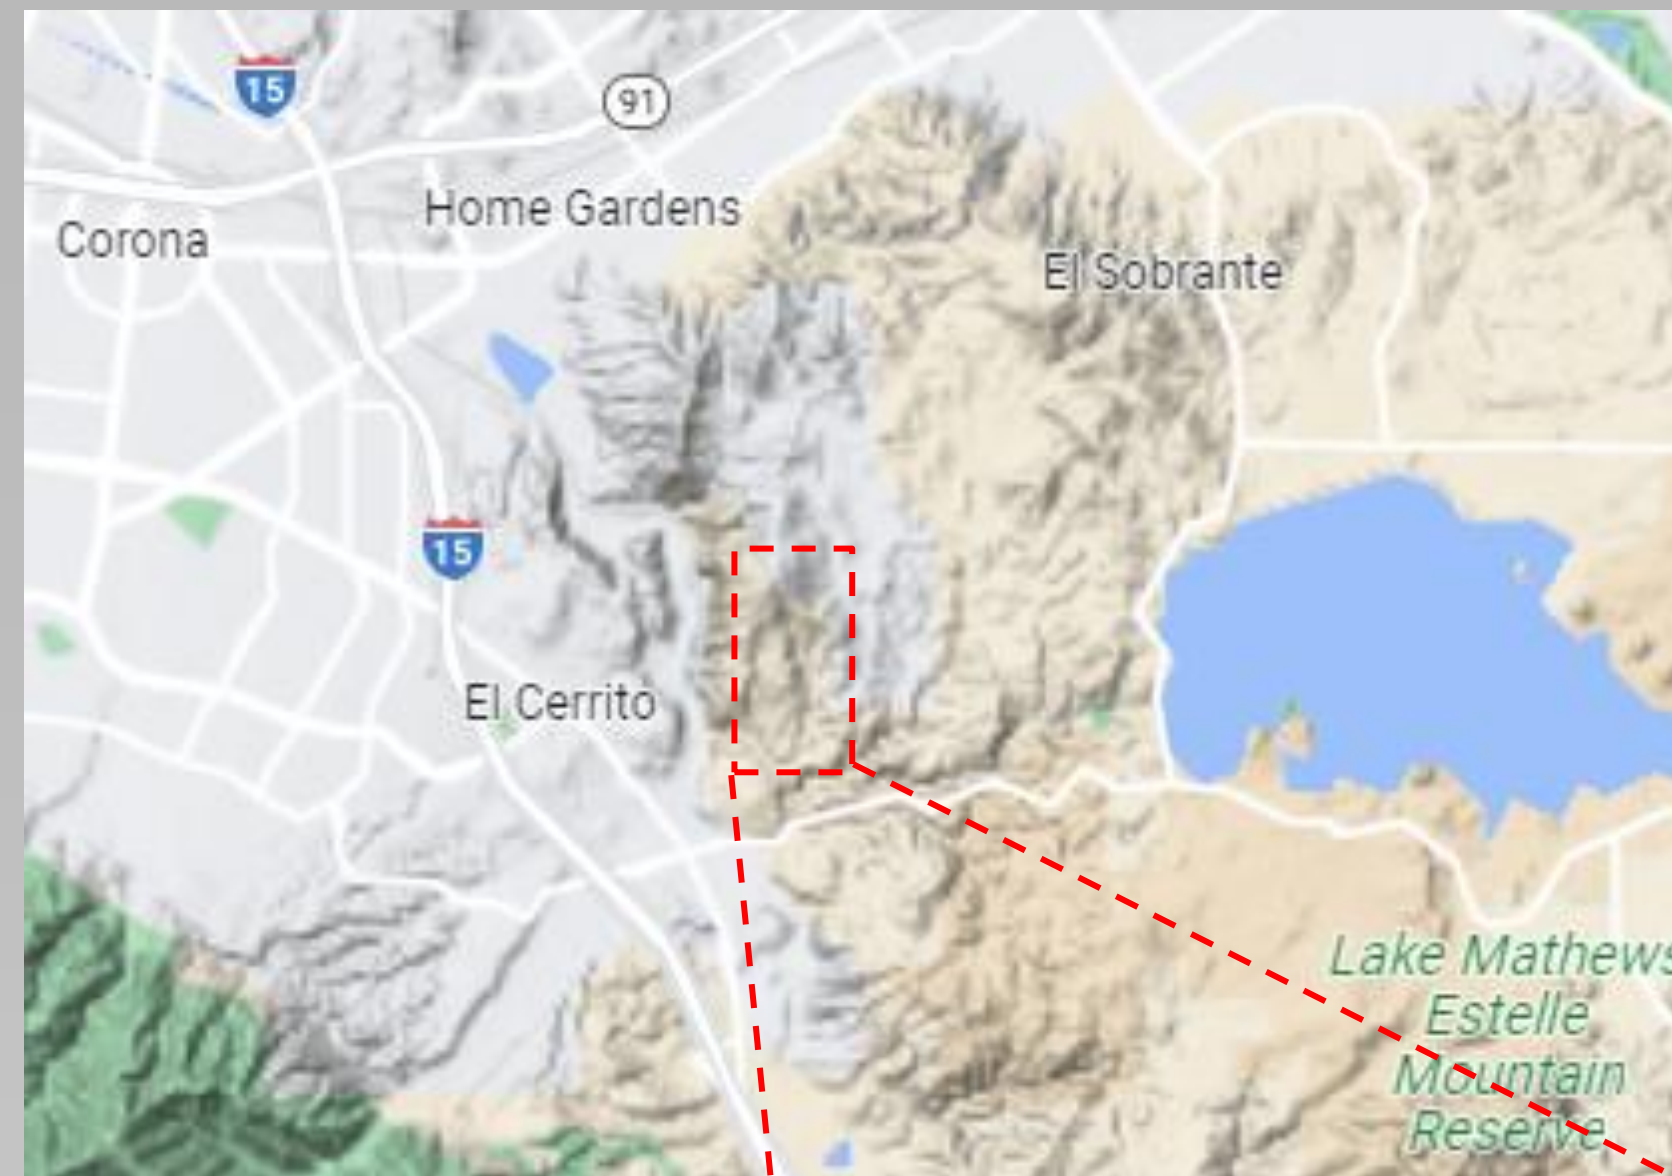 15
91
Home Gardens
Corona
El Sobrante
15
El Cerrito
Lake Mathews
Estelle
Mountain
Reserve